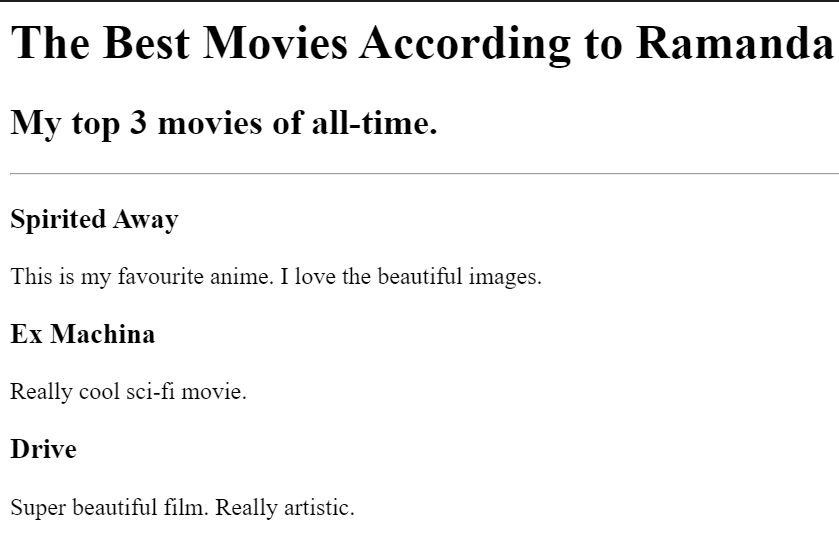 The Best Movies According to Ramanda
My top 3 movies of all-time.
Spirited Away
This is my favourite anime. I love the beautiful images.
Ex Machina
Really cool sci-fi movie.
Drive
Super beautiful film. Really artistic.